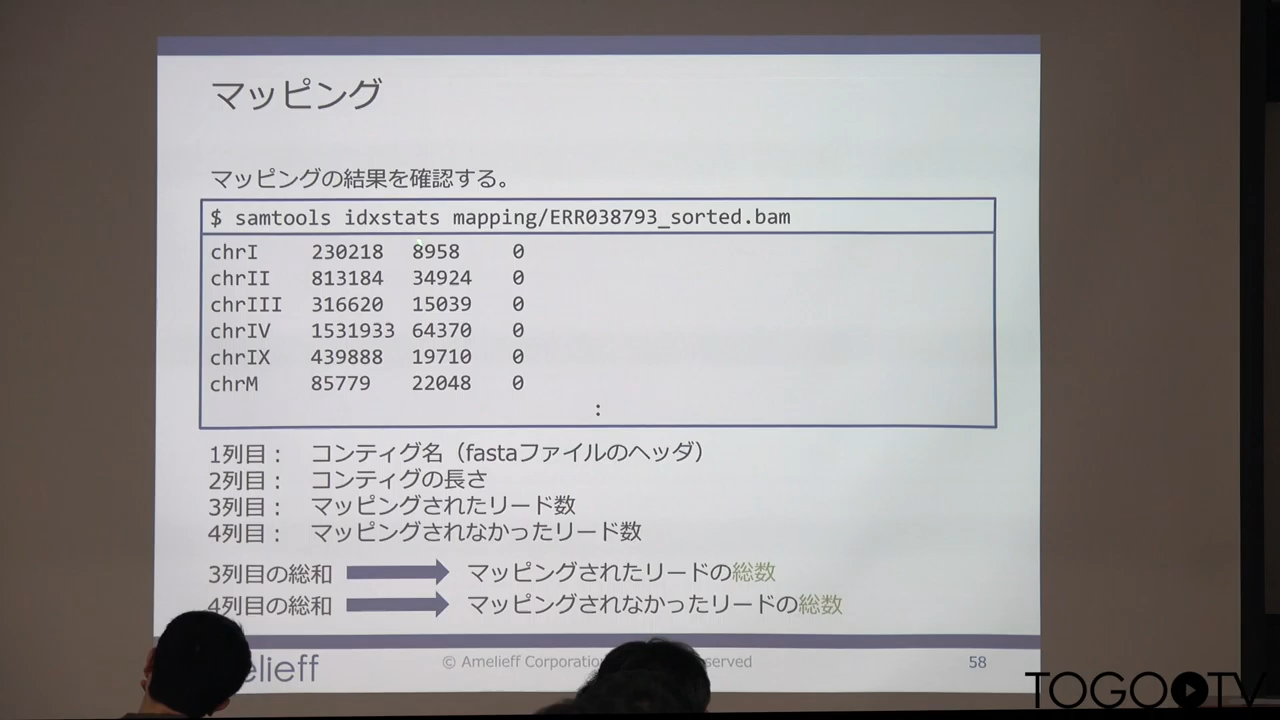 マッピング
マッピングの結果を確認する。
$ samtools idxstats mapping/ERR038793_sorted.bam
chrI 230218 8958 0
chrII 813184 34924 0
chrIII 316620 15039 0
chrIV 1531933 64370 0
chrIX 439888 19710 0
chrM 85779 22048 0
:
1列目： コンティグ名（fastaファイルのヘッダ）
2列目： コンティグの長さ
3列目： マッピングされたリード数
4列目： マッピングされなかったリード数
3列目の総和 マッピングされたリードの総数
4列目の総和 マッピングされなかったリードの総数
© Amelieff 58
TOGO TV